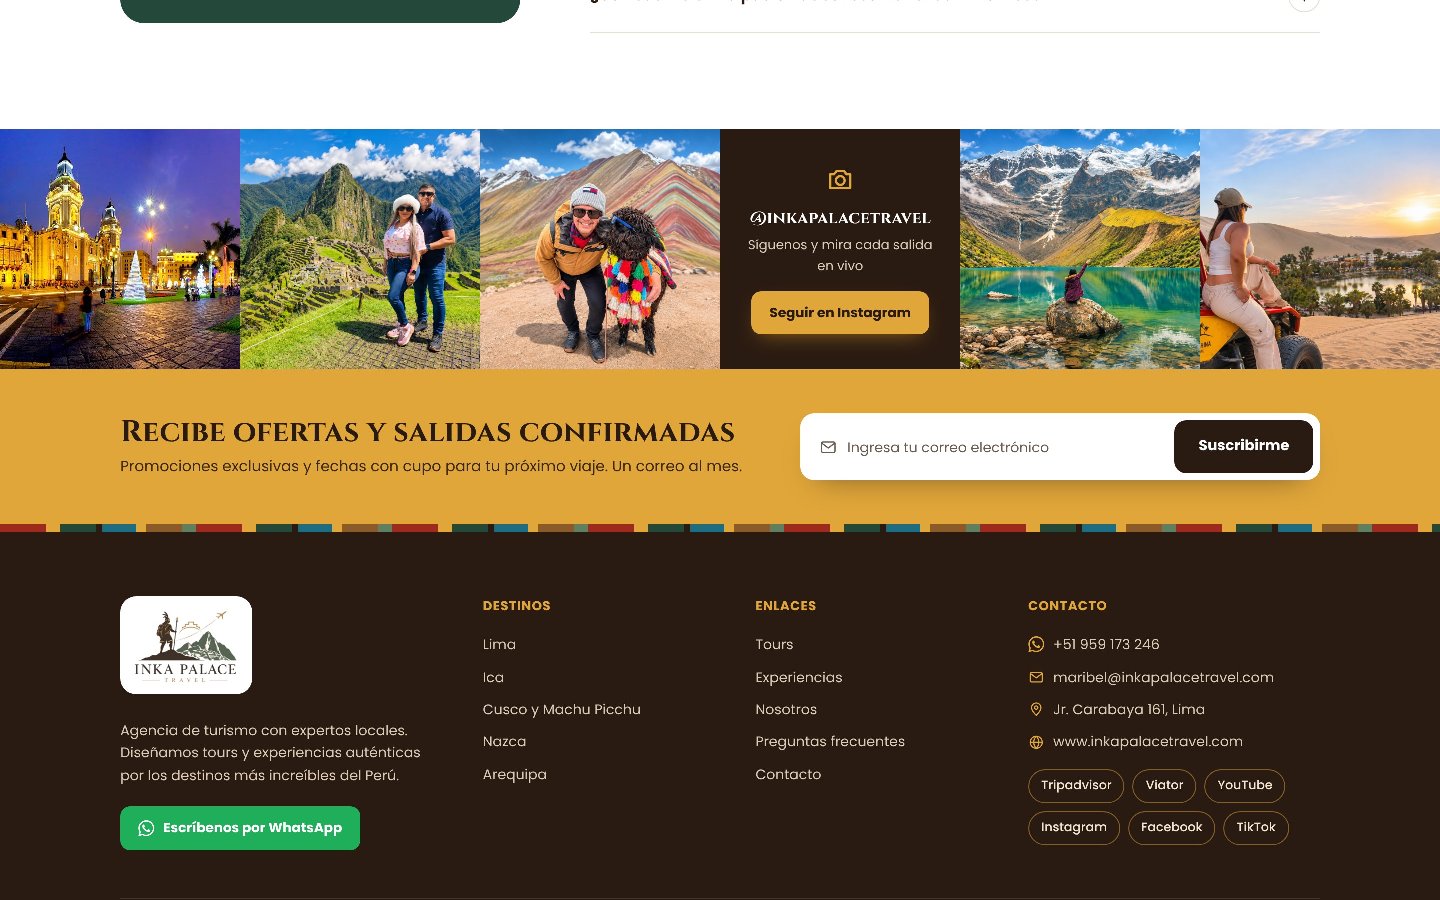 @INKAPALACETRAVEL
Síguenos y mira cada salida
en vivo
Seguir en Instagram
RECIBE OFERTAS Y SALIDAS CONFIRMADAS
Promociones exclusivas y fechas con cupo para tu próximo viaje. Un correo al mes.
Ingresa tu correo electrónico
Suscribirme
INKA PALACE
TRAVEL
Agencia de turismo con expertos locales.
Diseñamos tours y experiencias auténticas
por los destinos más increíbles del Perú.
Escríbenos por WhatsApp
DESTINOS
Lima
Ica
Cusco y Machu Picchu
Nazca
Arequipa
ENLACES
Tours
Experiencias
Nosotros
Preguntas frecuentes
Contacto
CONTACTO
+51 959 173 246
maribel@inkapalacetravel.com
Jr. Carabaya 161, Lima
www.inkapalacetravel.com
Tripadvisor
Viator
YouTube
Instagram
Facebook
TikTok